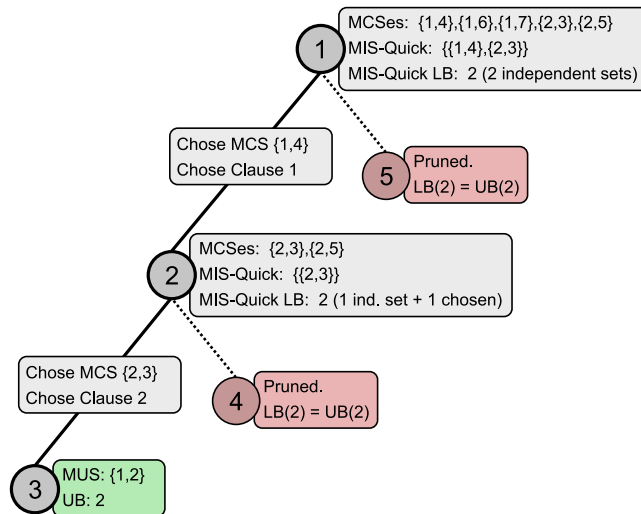 1
MCSes: {1,4},{1,6},{1,7},{2,3},{2,5}
MIS-Quick: {{1,4},{2,3}}
MIS-Quick LB: 2 (2 independent sets)
Chose MCS {1,4}
Chose Clause 1
5
Pruned.
LB(2) = UB(2)
2
MCSes: {2,3},{2,5}
MIS-Quick: {{2,3}}
MIS-Quick LB: 2 (1 ind. set + 1 chosen)
Chose MCS {2,3}
Chose Clause 2
4
Pruned.
LB(2) = UB(2)
3
MUS: {1,2}
UB: 2